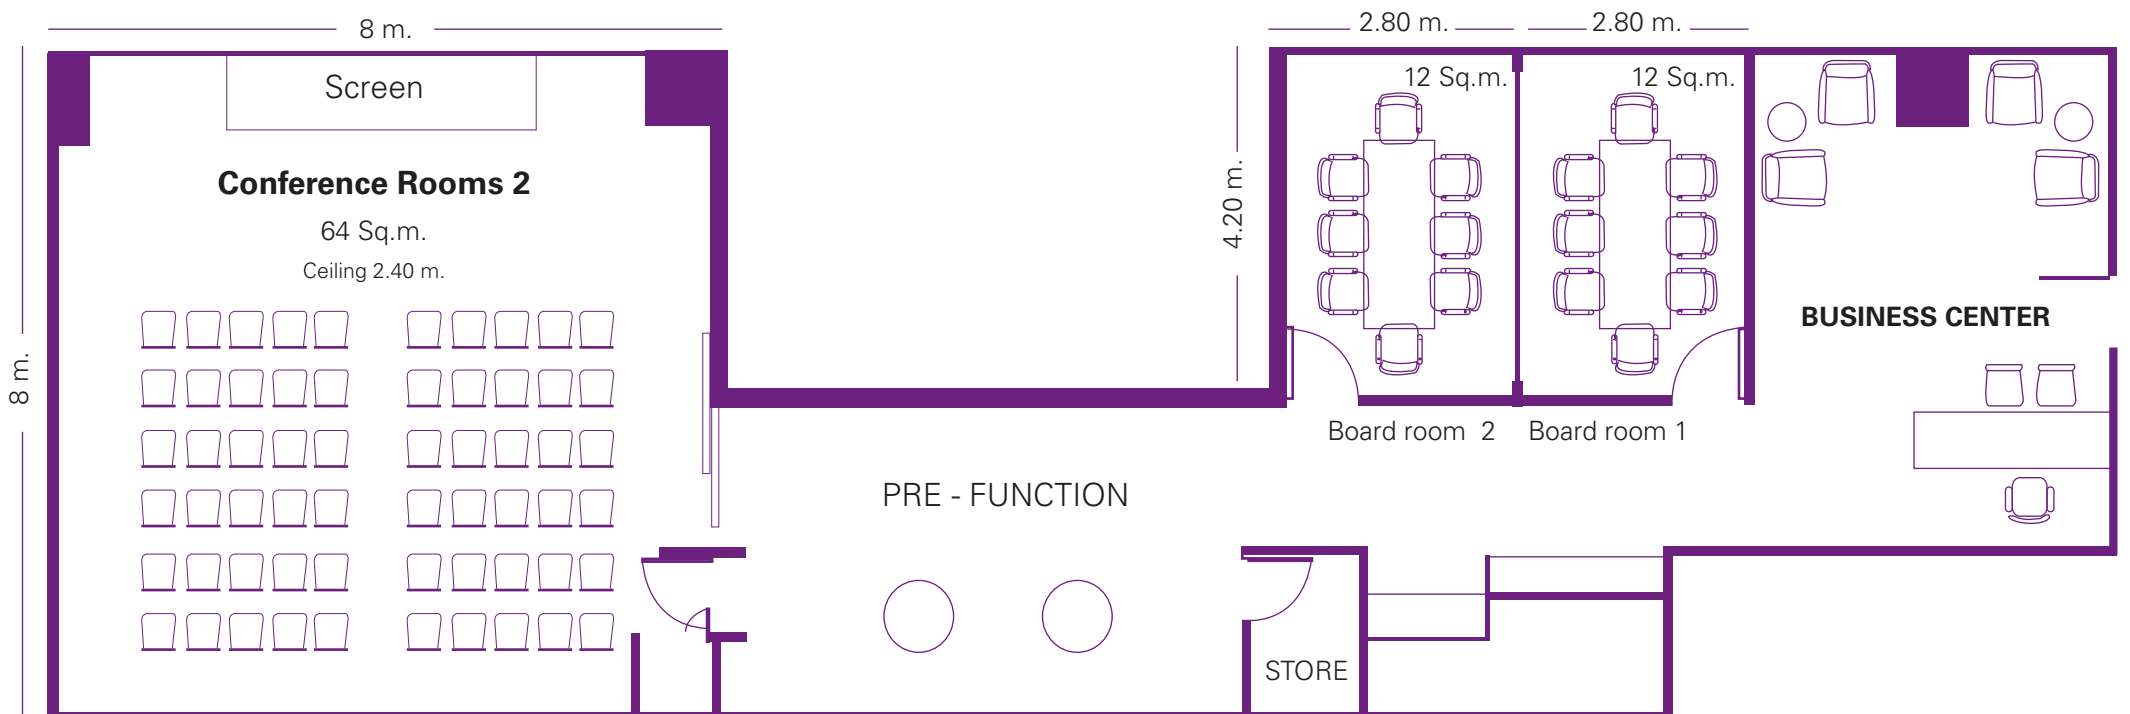 8 m.
2.80 m.
2.80 m.
Screen
12 Sq.m.
12 Sq.m.
Conference Rooms 2
64 Sq.m.
Ceiling 2.40 m.
4.20 m.
8 m.
BUSINESS CENTER
Board room  2
Board room 1
PRE - FUNCTION
STORE